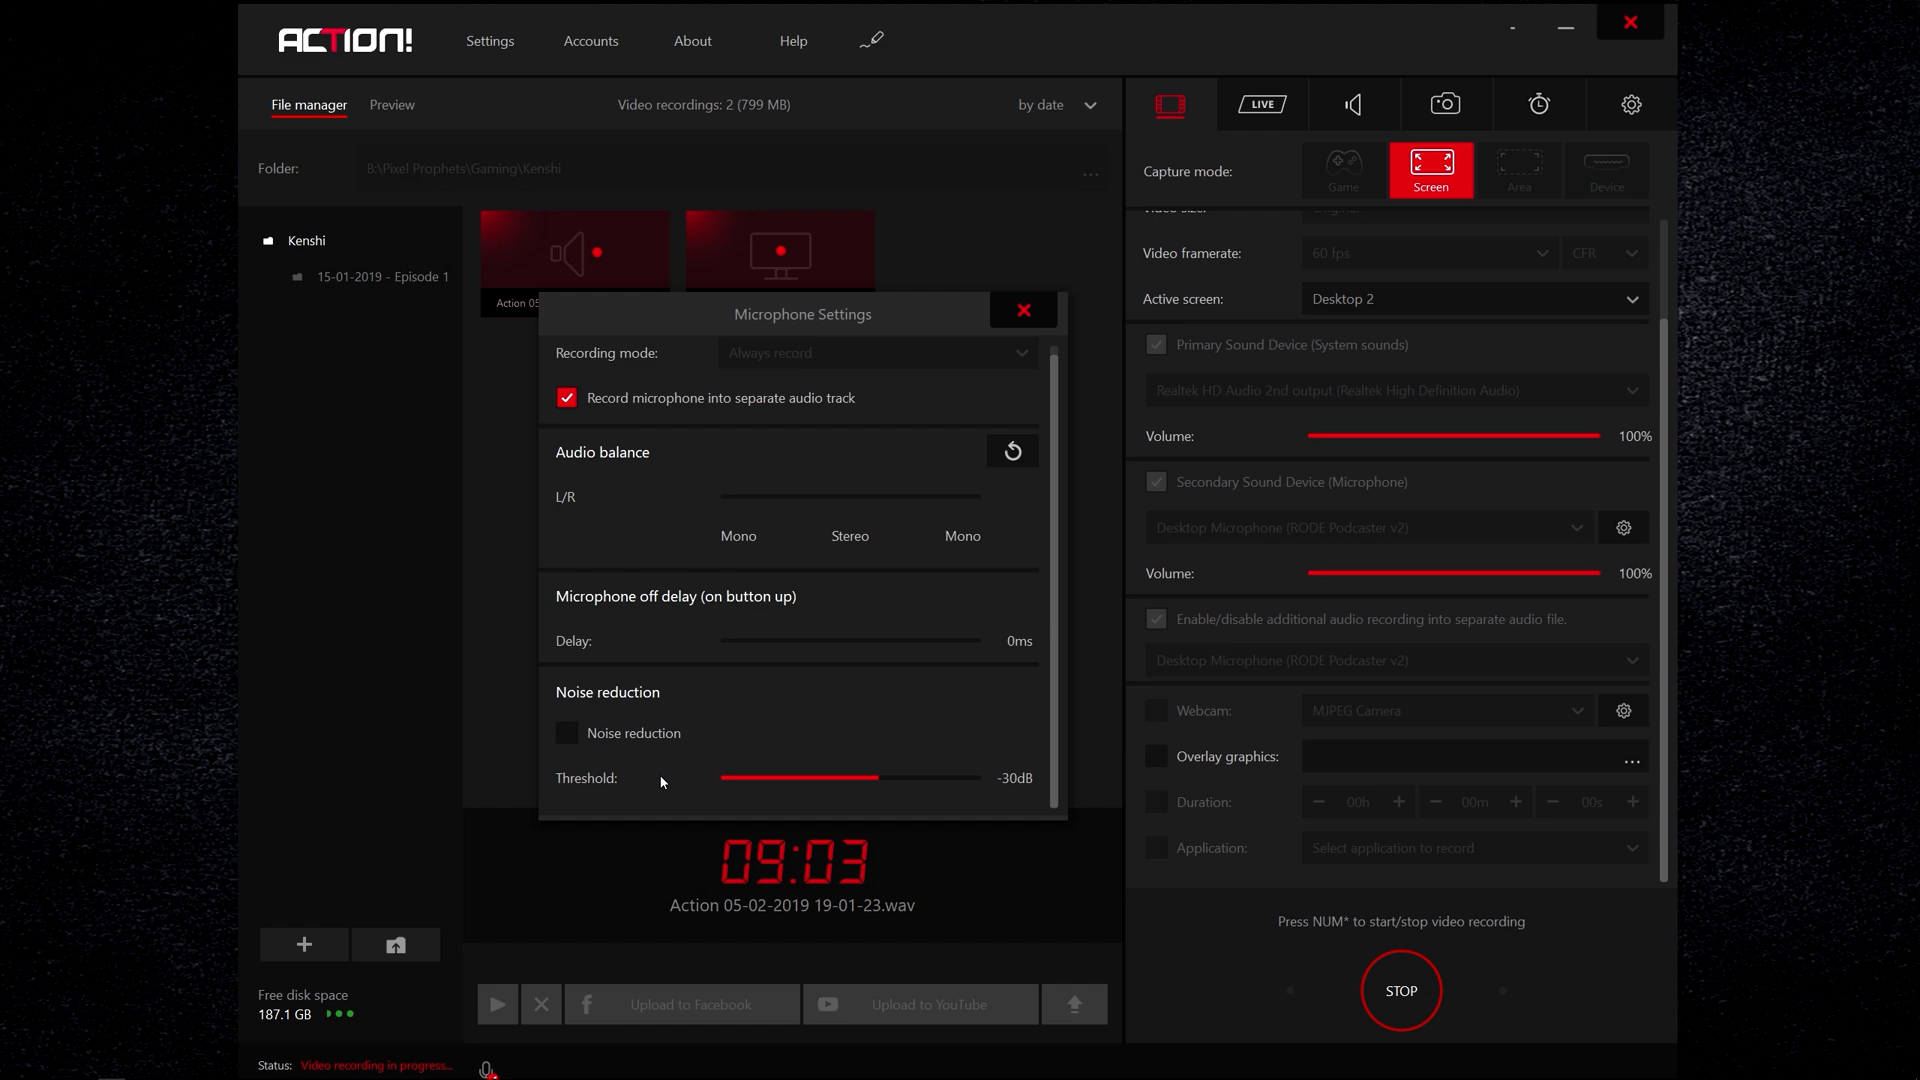 ACTION!
Settings
Accounts
About
Help
File manager
Preview
Video recordings: 2 (799 MB)
by date
LIVE
Folder:
B:\Pixel Prophets\Gaming\Kenshi
...
Capture mode:
Game
Screen
Area
Device
Kenshi
15-01-2019 - Episode 1
Action 05
Video framerate:
60 fps
CFR
Active screen:
Desktop 2
Primary Sound Device (System sounds)
Realtek HD Audio 2nd output (Realtek High Definition Audio)
Volume:
100%
Secondary Sound Device (Microphone)
Desktop Microphone (RODE Podcaster v2)
Volume:
100%
Enable/disable additional audio recording into separate audio file.
Desktop Microphone (RODE Podcaster v2)
Webcam:
MJPEG Camera
Overlay graphics:
...
Duration:
00h
00m
00s
Application:
Select application to record
Microphone Settings
Recording mode:
Always record
Record microphone into separate audio track
Audio balance
L/R
Mono
Stereo
Mono
Microphone off delay (on button up)
Delay:
0ms
Noise reduction
Noise reduction
Threshold:
-30dB
09:03
Action 05-02-2019 19-01-23.wav
Free disk space
187.1 GB
Upload to Facebook
Upload to YouTube
Press NUM* to start/stop video recording
STOP
Status:
Video recording in progress...